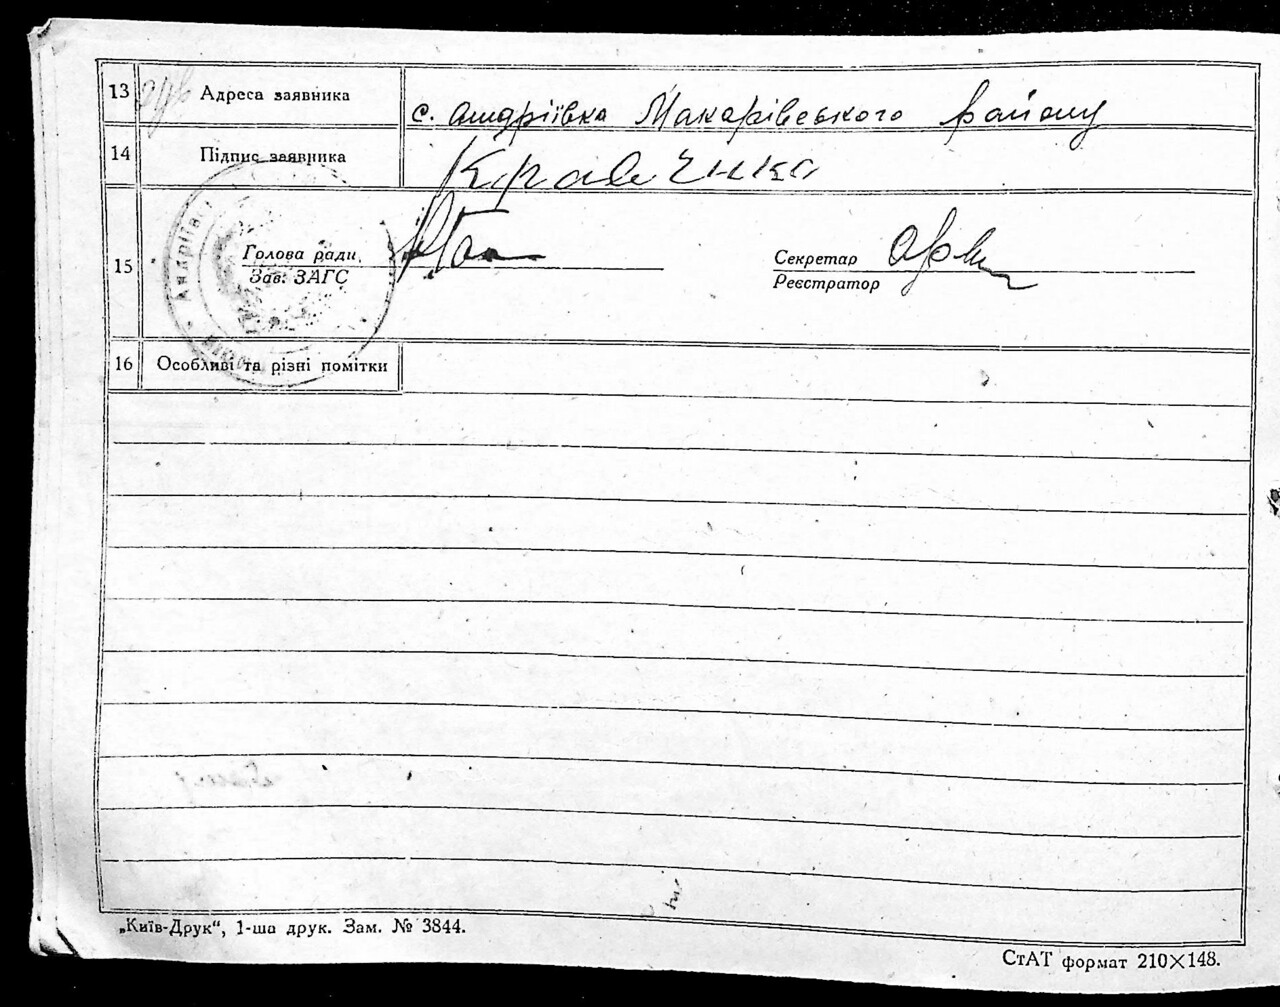 13 Адреса заявника с. Андріївка Макарівського району
14 Підпис заявника Кравченко
15 Голова ради
Зав. ЗАГС
Секретар
Реєстратор
Андріївс
16 Особливі та різні помітки
„Київ-Друк“, 1-ша друк. Зам. № 3844.
СтАТ формат 210×148.